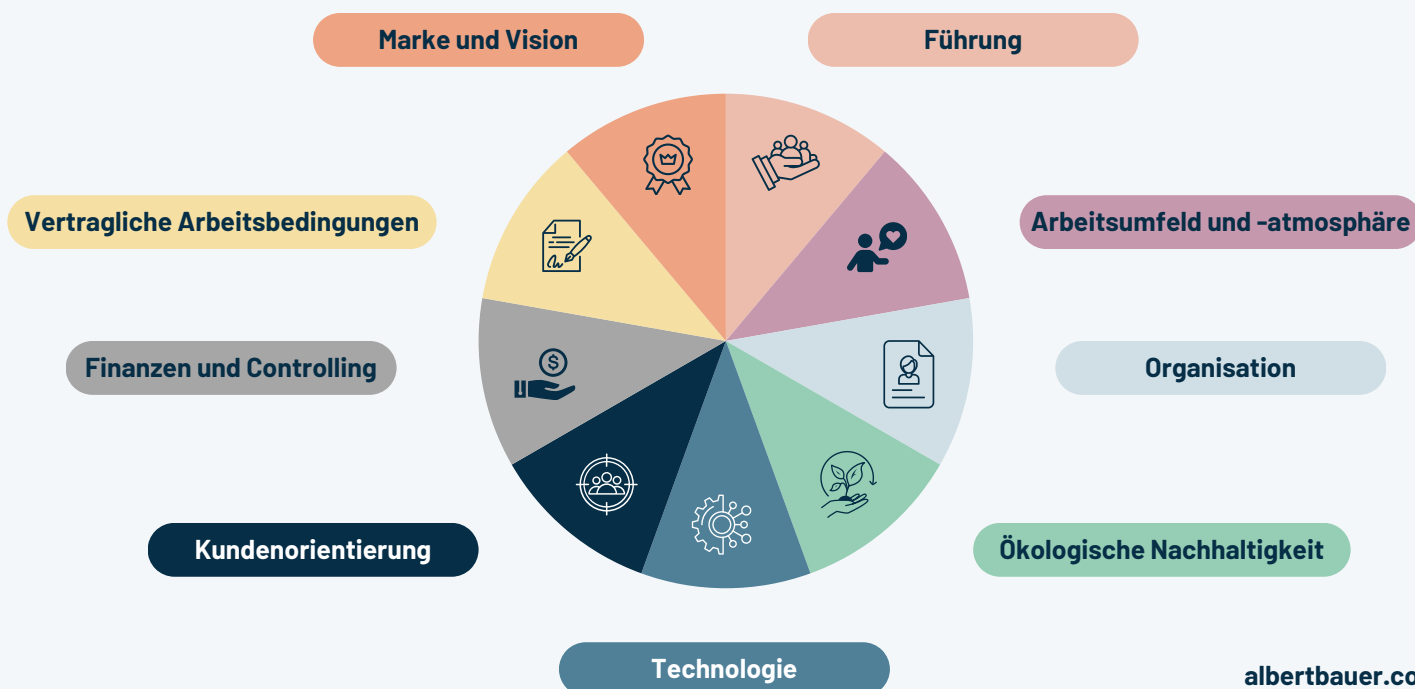 Marke und Vision
Führung
Vertragliche Arbeitsbedingungen
Arbeitsumfeld und -atmosphäre
Finanzen und Controlling
Organisation
Kundenorientierung
Ökologische Nachhaltigkeit
Technologie
albertbauer.co